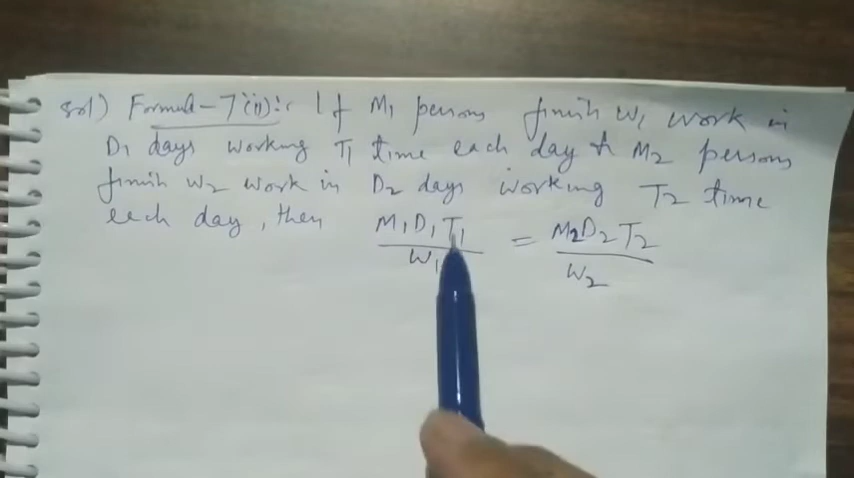 Sol) Formul-7(ii):: If M1 persons finish W1 work in
D1 days working T1 time each day & M2 persons
finish W2 work in D2 days working T2 time
each day, then M1D1T1/W1 = M2D2T2/W2